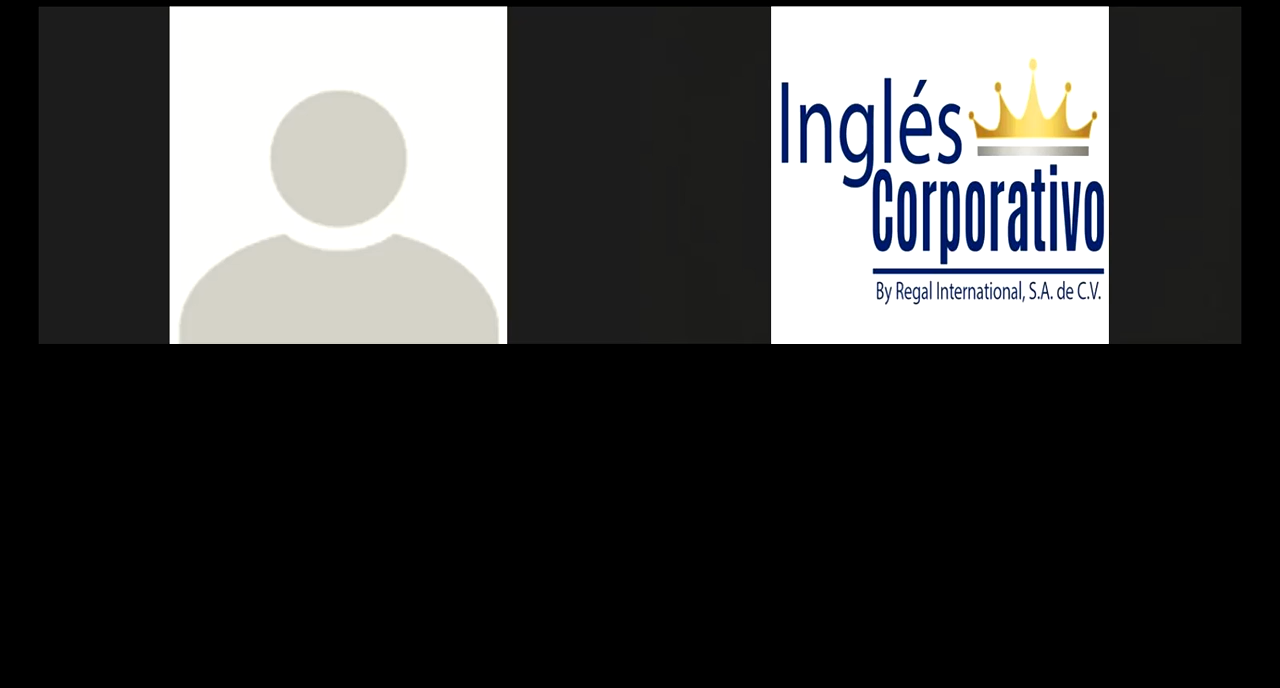 Inglés
Corporativo
By Regal International, S.A. de C.V.